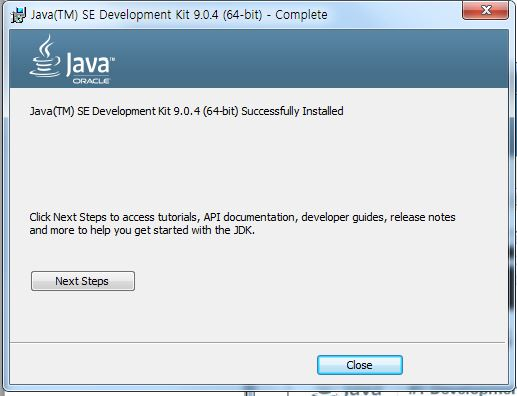 Java(TM) SE Development Kit 9.0.4 (64-bit) - Complete
Java™
ORACLE
Java(TM) SE Development Kit 9.0.4 (64-bit) Successfully Installed
Click Next Steps to access tutorials, API documentation, developer guides, release notes
and more to help you get started with the JDK.
Next Steps
Close